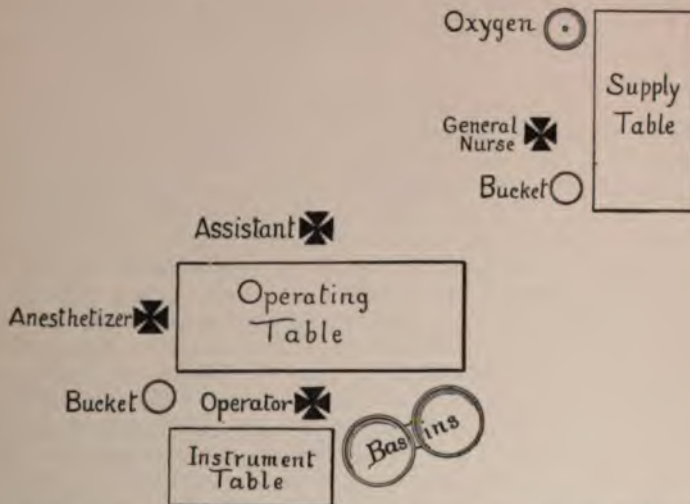 Oxygen
Supply
Table
General
Nurse
Bucket
Assistant
Operating
Table
Anesthetizer
Bucket
Operator
Basins
Instrument
Table